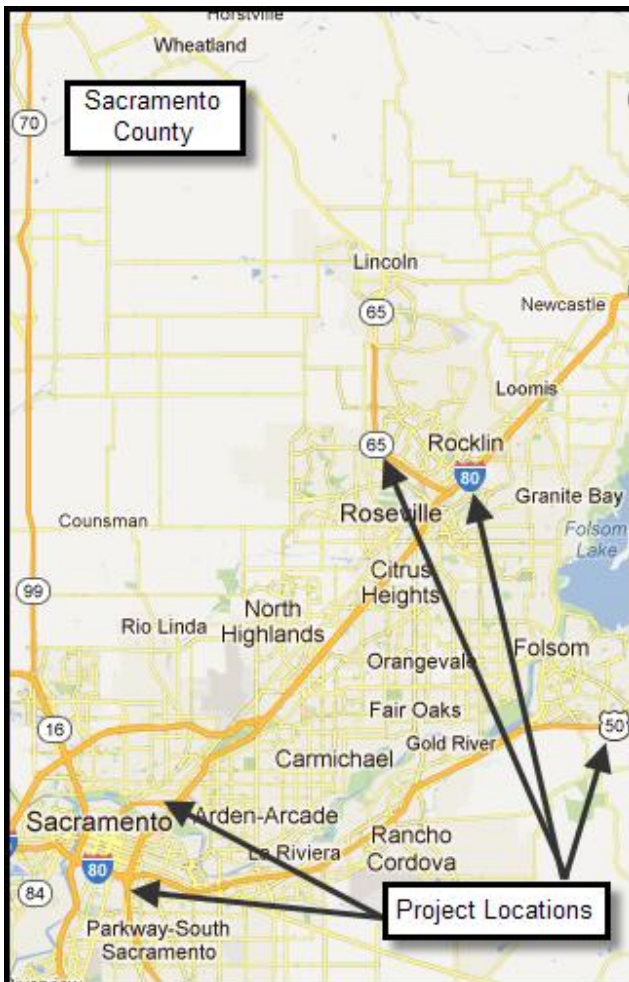 Horstville
Wheatland
Sacramento
County
70
Lincoln
65
Newcastle
Loomis
65
Rocklin
80
Granite Bay
Roseville
Counsman
Folsom
Lake
Citrus
Heights
99
North
Highlands
Rio Linda
Orangevale
Folsom
Fair Oaks
50
16
Gold River
Carmichael
Arden-Arcade
Sacramento
La Riviera
Rancho
Cordova
80
84
Project Locations
Parkway-South
Sacramento